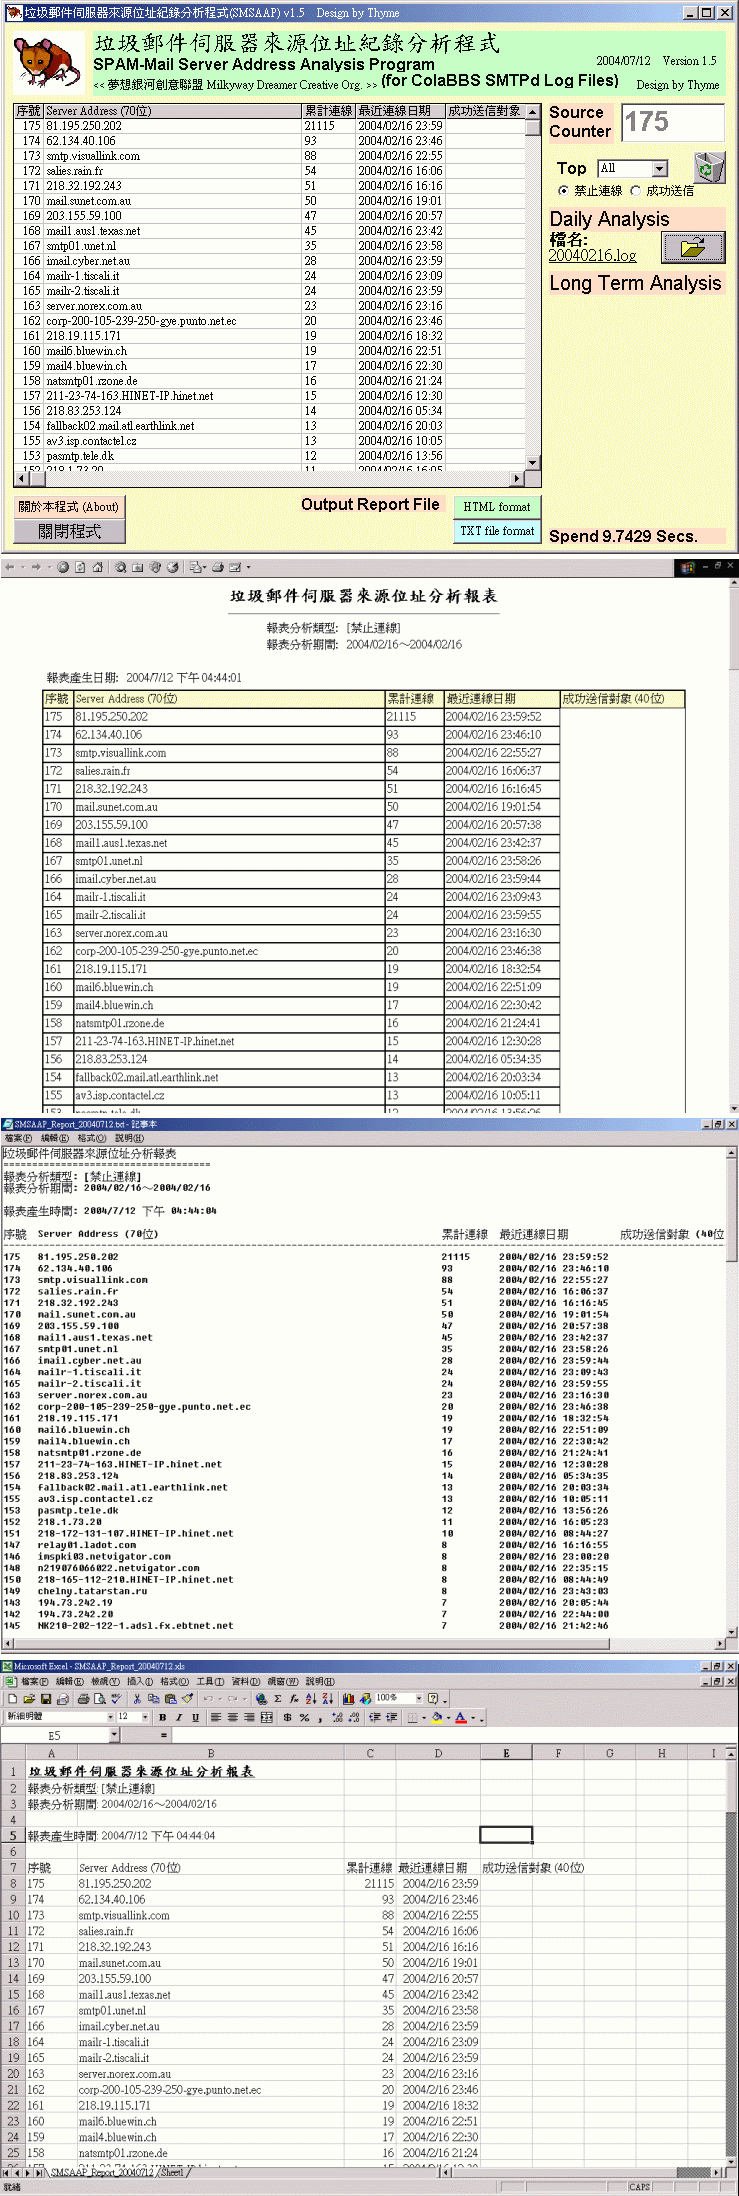 垃圾郵件伺服器來源位址紀錄分析程式(SMSAAP) v1.5 Design by Thyme
垃圾郵件伺服器來源位址紀錄分析程式
SPAM-Mail Server Address Analysis Program
2004/07/12 Version 1.5
<< 夢想銀河創意聯盟 Milkyway Dreamer Creative Org. >> (for ColaBBS SMTPd Log Files) Design by Thyme
序號 Server Address (70位) 累計連線 最近連線日期 成功送信對象
175 81.195.250.202 21115 2004/02/16 23:59
174 62.134.40.106 93 2004/02/16 23:46
173 smtp.visuallink.com 88 2004/02/16 22:55
172 salies.rain.fr 54 2004/02/16 16:06
171 218.32.192.243 51 2004/02/16 16:16
170 mail.sunet.com.au 50 2004/02/16 19:01
169 203.155.59.100 47 2004/02/16 20:57
168 mail1.aus1.texas.net 45 2004/02/16 23:42
167 smtp01.unet.nl 35 2004/02/16 23:58
166 imail.cyber.net.au 28 2004/02/16 23:59
164 mailr-1.tiscali.it 24 2004/02/16 23:09
165 mailr-2.tiscali.it 24 2004/02/16 23:59
163 server.norex.com.au 23 2004/02/16 23:16
162 corp-200-105-239-250-gye.punto.net.ec 20 2004/02/16 23:46
161 218.19.115.171 19 2004/02/16 18:32
160 mail6.bluewin.ch 19 2004/02/16 22:51
159 mail4.bluewin.ch 17 2004/02/16 22:30
158 natsmtp01.rzone.de 16 2004/02/16 21:24
157 211-23-74-163.HINET-IP.hinet.net 15 2004/02/16 12:30
156 218.83.253.124 14 2004/02/16 05:34
154 fallback02.mail.atl.earthlink.net 13 2004/02/16 20:03
155 av3.isp.contactel.cz 13 2004/02/16 10:05
153 pasmtp.tele.dk 12 2004/02/16 13:56
152 218.1.73.20 11 2004/02/16 16:05
Source Counter 175
Top All
禁止連線 成功送信
Daily Analysis
檔名:
20040216.log
Long Term Analysis
關於本程式 (About)
關閉程式
Output Report File
HTML format
TXT file format
Spend 9.7429 Secs.
垃圾郵件伺服器來源位址分析報表
報表分析類型: [禁止連線]
報表分析期間: 2004/02/16～2004/02/16
報表產生日期: 2004/7/12 下午 04:44:01
序號 Server Address (70位) 累計連線 最近連線日期 成功送信對象 (40位)
175 81.195.250.202 21115 2004/02/16 23:59:52
174 62.134.40.106 93 2004/02/16 23:46:10
173 smtp.visuallink.com 88 2004/02/16 22:55:27
172 salies.rain.fr 54 2004/02/16 16:06:37
171 218.32.192.243 51 2004/02/16 16:16:45
170 mail.sunet.com.au 50 2004/02/16 19:01:54
169 203.155.59.100 47 2004/02/16 20:57:38
168 mail1.aus1.texas.net 45 2004/02/16 23:42:37
167 smtp01.unet.nl 35 2004/02/16 23:58:26
166 imail.cyber.net.au 28 2004/02/16 23:59:44
164 mailr-1.tiscali.it 24 2004/02/16 23:09:43
165 mailr-2.tiscali.it 24 2004/02/16 23:59:55
163 server.norex.com.au 23 2004/02/16 23:16:30
162 corp-200-105-239-250-gye.punto.net.ec 20 2004/02/16 23:46:38
161 218.19.115.171 19 2004/02/16 18:32:54
160 mail6.bluewin.ch 19 2004/02/16 22:51:09
159 mail4.bluewin.ch 17 2004/02/16 22:30:42
158 natsmtp01.rzone.de 16 2004/02/16 21:24:41
157 211-23-74-163.HINET-IP.hinet.net 15 2004/02/16 12:30:28
156 218.83.253.124 14 2004/02/16 05:34:35
154 fallback02.mail.atl.earthlink.net 13 2004/02/16 20:03:34
155 av3.isp.contactel.cz 13 2004/02/16 10:05:11
153 pasmtp.tele.dk 12 2004/02/16 13:56:26
SMSAAP_Report_20040712.txt - 記事本
檔案(F) 編輯(E) 格式(O) 說明(H)
垃圾郵件伺服器來源位址分析報表
====================================
報表分析類型: [禁止連線]
報表分析期間: 2004/02/16～2004/02/16
報表產生時間: 2004/7/12 下午 04:44:04
序號 Server Address (70位) 累計連線 最近連線日期 成功送信對象 (40位
175 81.195.250.202 21115 2004/02/16 23:59:52
174 62.134.40.106 93 2004/02/16 23:46:10
173 smtp.visuallink.com 88 2004/02/16 22:55:27
172 salies.rain.fr 54 2004/02/16 16:06:37
171 218.32.192.243 51 2004/02/16 16:16:45
170 mail.sunet.com.au 50 2004/02/16 19:01:54
169 203.155.59.100 47 2004/02/16 20:57:38
168 mail1.aus1.texas.net 45 2004/02/16 23:42:37
167 smtp01.unet.nl 35 2004/02/16 23:58:26
166 imail.cyber.net.au 28 2004/02/16 23:59:44
164 mailr-1.tiscali.it 24 2004/02/16 23:09:43
165 mailr-2.tiscali.it 24 2004/02/16 23:59:55
163 server.norex.com.au 23 2004/02/16 23:16:30
162 corp-200-105-239-250-gye.punto.net.ec 20 2004/02/16 23:46:38
161 218.19.115.171 19 2004/02/16 18:32:54
160 mail6.bluewin.ch 19 2004/02/16 22:51:09
159 mail4.bluewin.ch 17 2004/02/16 22:30:42
158 natsmtp01.rzone.de 16 2004/02/16 21:24:41
157 211-23-74-163.HINET-IP.hinet.net 15 2004/02/16 12:30:28
156 218.83.253.124 14 2004/02/16 05:34:35
154 fallback02.mail.atl.earthlink.net 13 2004/02/16 20:03:34
155 av3.isp.contactel.cz 13 2004/02/16 10:05:11
153 pasmtp.tele.dk 12 2004/02/16 13:56:26
152 218.1.73.20 11 2004/02/16 16:05:23
151 218-172-131-107.HINET-IP.hinet.net 10 2004/02/16 08:44:27
147 relay01.ladot.com 8 2004/02/16 16:16:55
146 imspki03.netvigator.com 8 2004/02/16 23:00:20
148 n219076066022.netvigator.com 8 2004/02/16 22:35:15
150 218-165-112-210.HINET-IP.hinet.net 8 2004/02/16 08:44:49
149 chelny.tatarstan.ru 8 2004/02/16 23:43:03
143 194.73.242.19 7 2004/02/16 20:05:44
142 194.73.242.20 7 2004/02/16 22:44:00
145 NK210-202-122-1.adsl.fx.ebtnet.net 7 2004/02/16 21:42:46
Microsoft Excel - SMSAAP_Report_20040712.xls
檔案(F) 編輯(E) 檢視(V) 插入(I) 格式(O) 工具(T) 資料(D) 視窗(W) 說明(H)
100%
新細明體 12 B I U
E5 =
A B C D E F G H I
1 垃圾郵件伺服器來源位址分析報表
2 報表分析類型: [禁止連線]
3 報表分析期間: 2004/02/16～2004/02/16
4
5 報表產生時間: 2004/7/12 下午 04:44:04
6
7 序號 Server Address (70位) 累計連線 最近連線日期 成功送信對象 (40位)
8 175 81.195.250.202 21115 2004/2/16 23:59
9 174 62.134.40.106 93 2004/2/16 23:46
10 173 smtp.visuallink.com 88 2004/2/16 22:55
11 172 salies.rain.fr 54 2004/2/16 16:06
12 171 218.32.192.243 51 2004/2/16 16:16
13 170 mail.sunet.com.au 50 2004/2/16 19:01
14 169 203.155.59.100 47 2004/2/16 20:57
15 168 mail1.aus1.texas.net 45 2004/2/16 23:42
16 167 smtp01.unet.nl 35 2004/2/16 23:58
17 166 imail.cyber.net.au 28 2004/2/16 23:59
18 164 mailr-1.tiscali.it 24 2004/2/16 23:09
19 165 mailr-2.tiscali.it 24 2004/2/16 23:59
20 163 server.norex.com.au 23 2004/2/16 23:16
21 162 corp-200-105-239-250-gye.punto.net.ec 20 2004/2/16 23:46
22 161 218.19.115.171 19 2004/2/16 18:32
23 160 mail6.bluewin.ch 19 2004/2/16 22:51
24 159 mail4.bluewin.ch 17 2004/2/16 22:30
25 158 natsmtp01.rzone.de 16 2004/2/16 21:24
SMSAAP_Report_20040712 Sheet1
就緒 CAPS